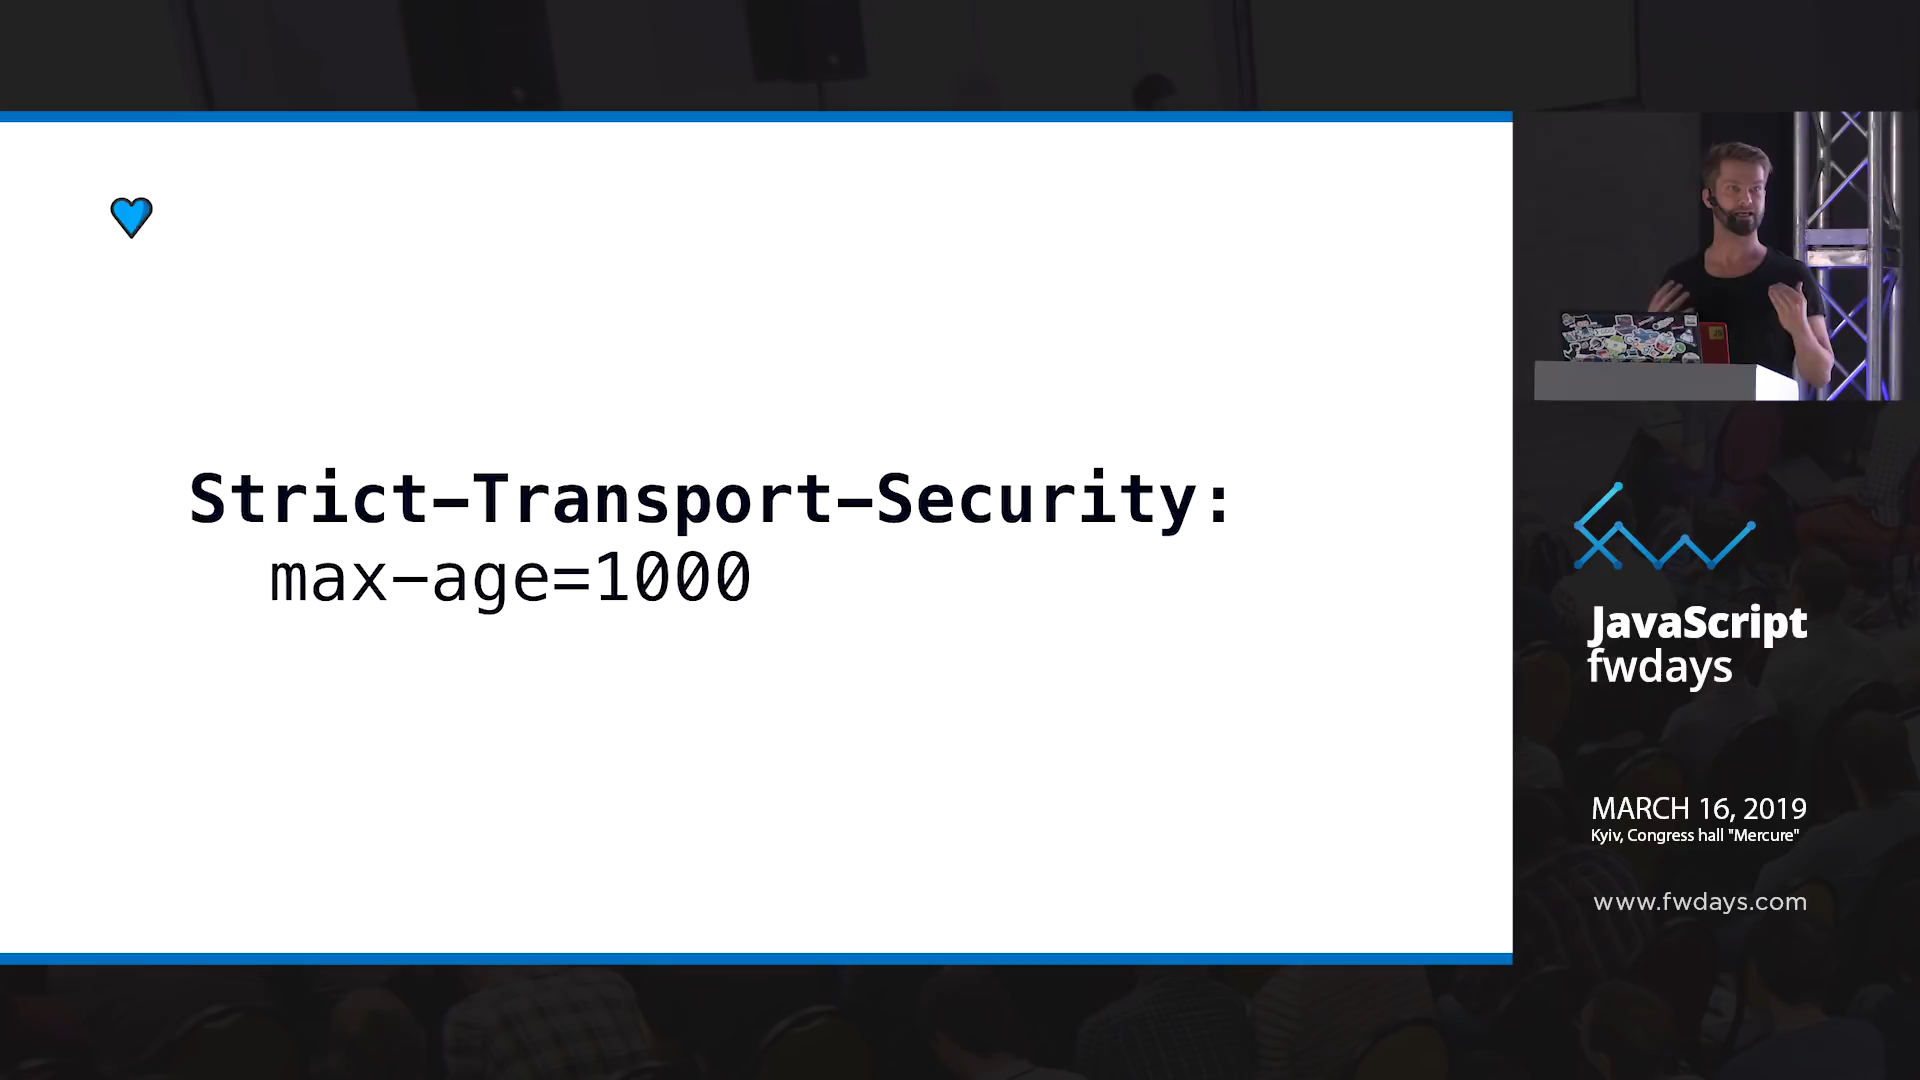 Strict-Transport-Security:
max-age=1000
JavaScript
fwdays
MARCH 16, 2019
Kyiv, Congress hall "Mercure"
www.fwdays.com